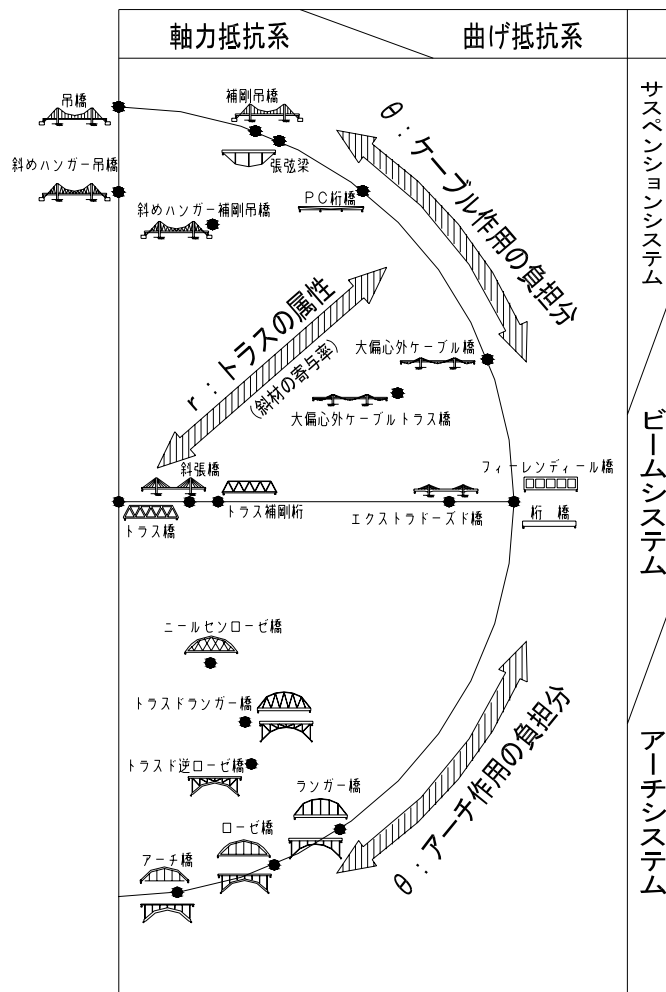 軸力抵抗系
曲げ抵抗系
サスペンションシステム
吊橋
補剛吊橋
張弦梁
斜めハンガー吊橋
PC桁橋
斜めハンガー補剛吊橋
θ:ケーブル作用の負担分
r:トラスの属性
(斜材の寄与率)
大偏心外ケーブル橋
大偏心外ケーブルトラス橋
ビームシステム
斜張橋
フィーレンディール橋
トラス橋
トラス補剛桁
エクストラドーズド橋
桁橋
ニールセンローゼ橋
トラスドランガー橋
トラスド逆ローゼ橋
ランガー橋
θ:アーチ作用の負担分
アーチシステム
ローゼ橋
アーチ橋